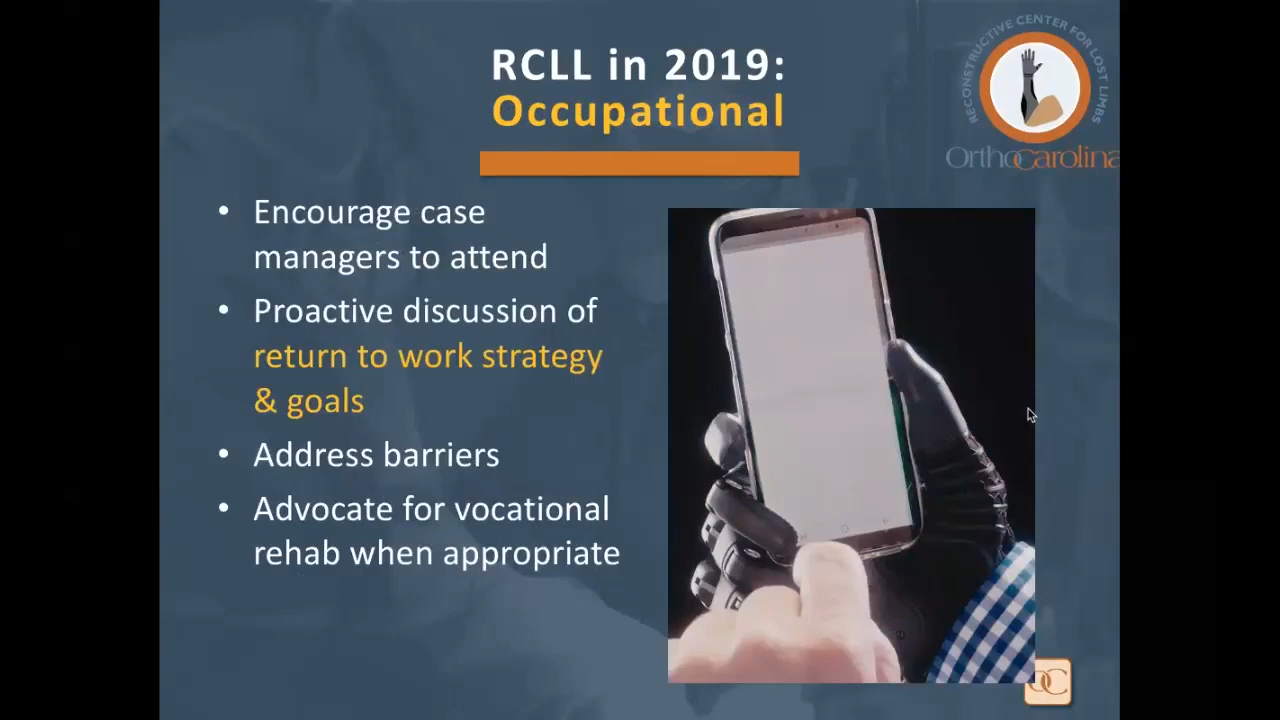 RCLL in 2019:
Occupational
RECONSTRUCTIVE CENTER FOR LOST LIMBS
OrthoCarolina
• Encourage case
managers to attend
• Proactive discussion of
return to work strategy
& goals
• Address barriers
• Advocate for vocational
rehab when appropriate
OC